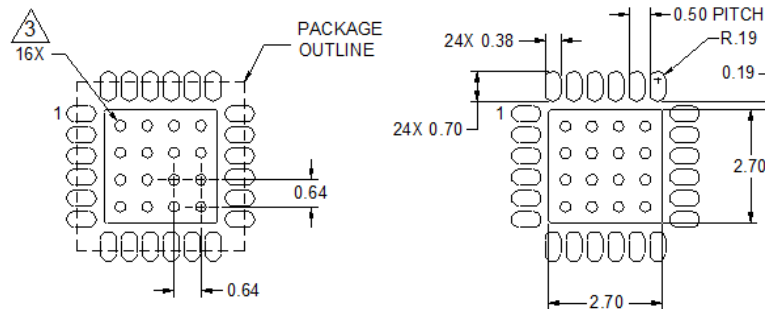 3
16X
PACKAGE
OUTLINE
1
0.64
0.64
24X 0.38
0.50 PITCH
R.19
0.19
24X 0.70
1
2.70
2.70